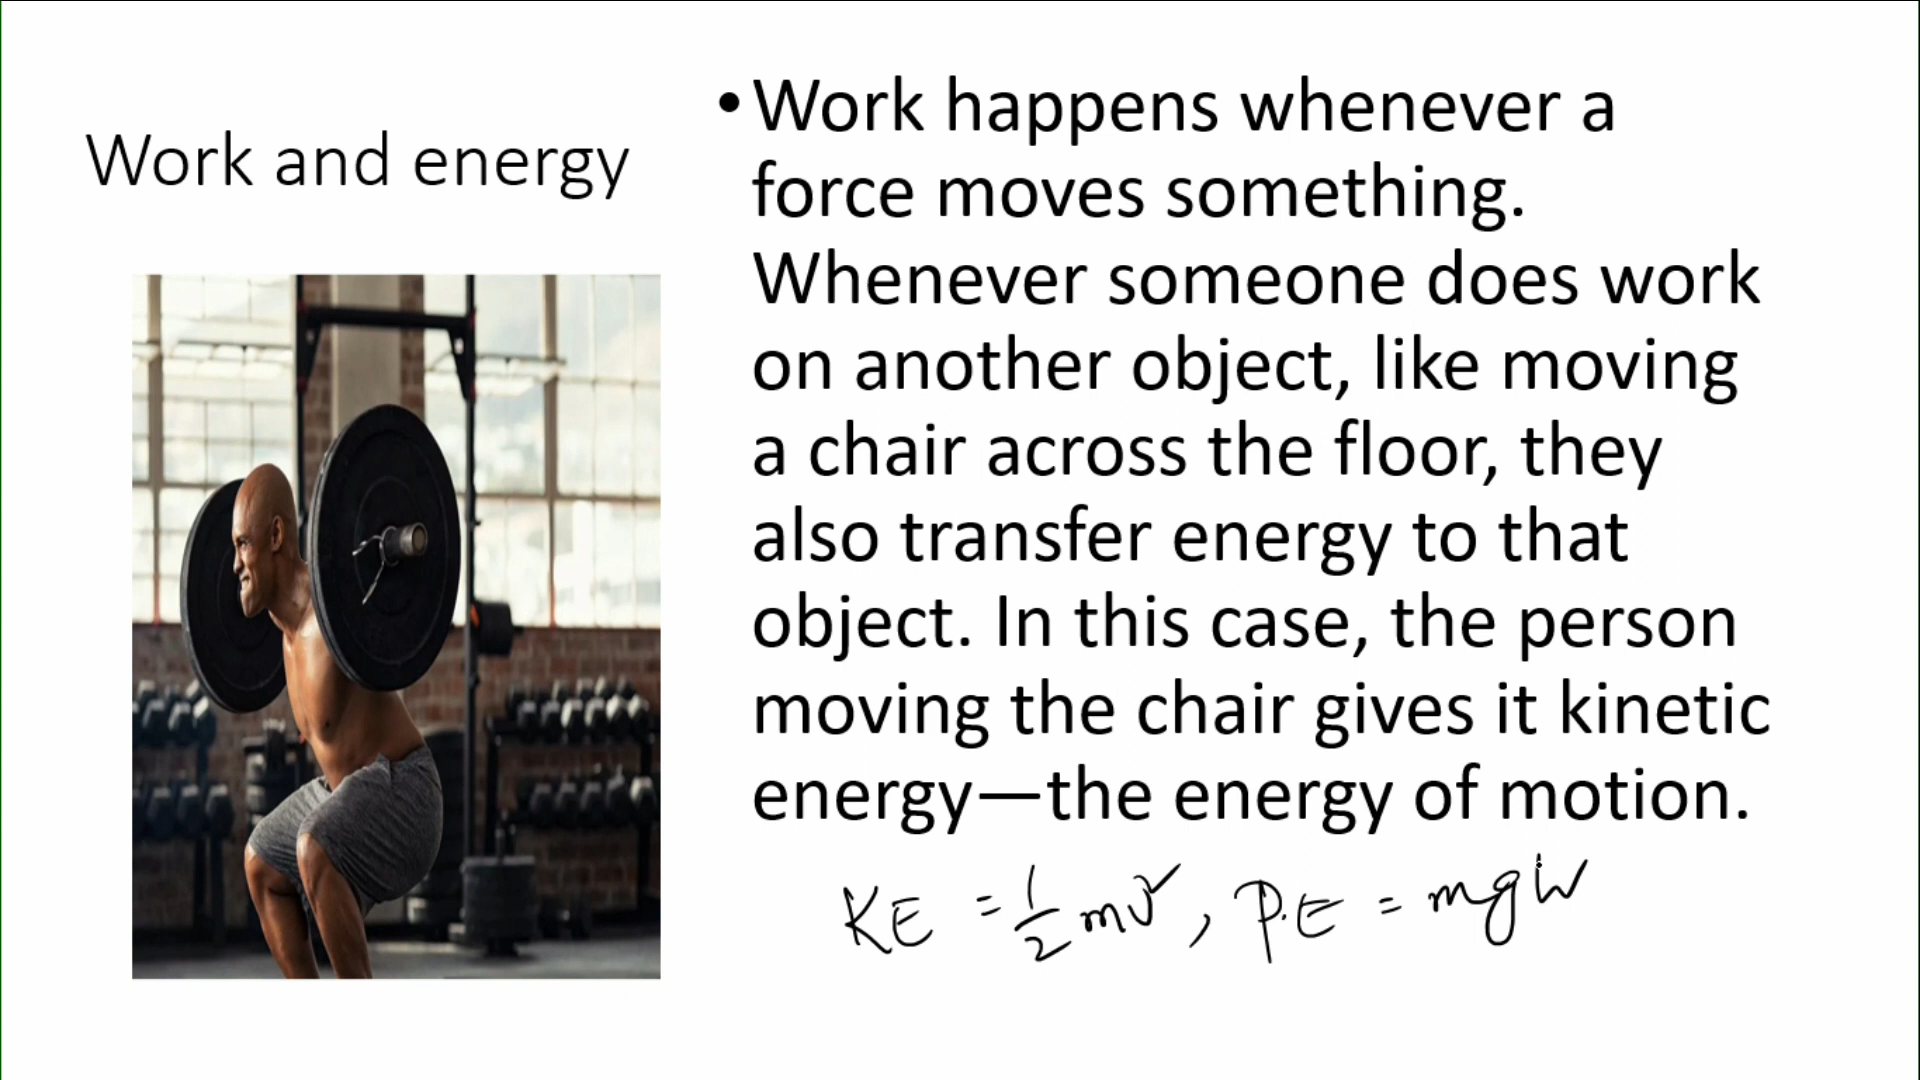 Work and energy
• Work happens whenever a
force moves something.
Whenever someone does work
on another object, like moving
a chair across the floor, they
also transfer energy to that
object. In this case, the person
moving the chair gives it kinetic
energy—the energy of motion.
KE = 1/2 mv², P.E = mgh